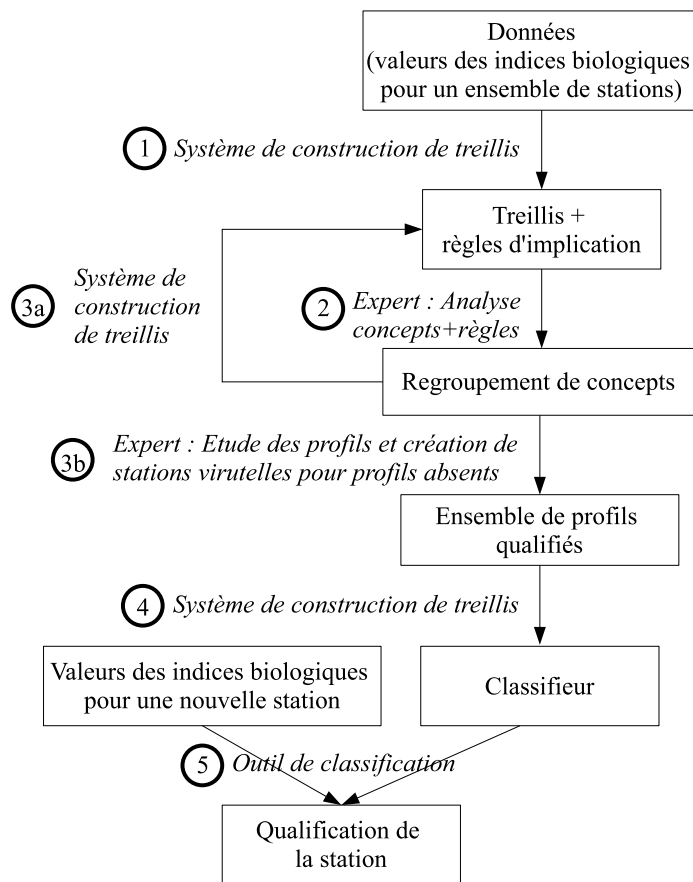 Données
(valeurs des indices biologiques
pour un ensemble de stations)
1
Système de construction de treillis
Treillis +
règles d'implication
3a
Système de
construction
de treillis
2
Expert : Analyse
concepts+règles
Regroupement de concepts
3b
Expert : Etude des profils et création de
stations virutelles pour profils absents
Ensemble de profils
qualifiés
4
Système de construction de treillis
Valeurs des indices biologiques
pour une nouvelle station
Classifieur
5
Outil de classification
Qualification de
la station